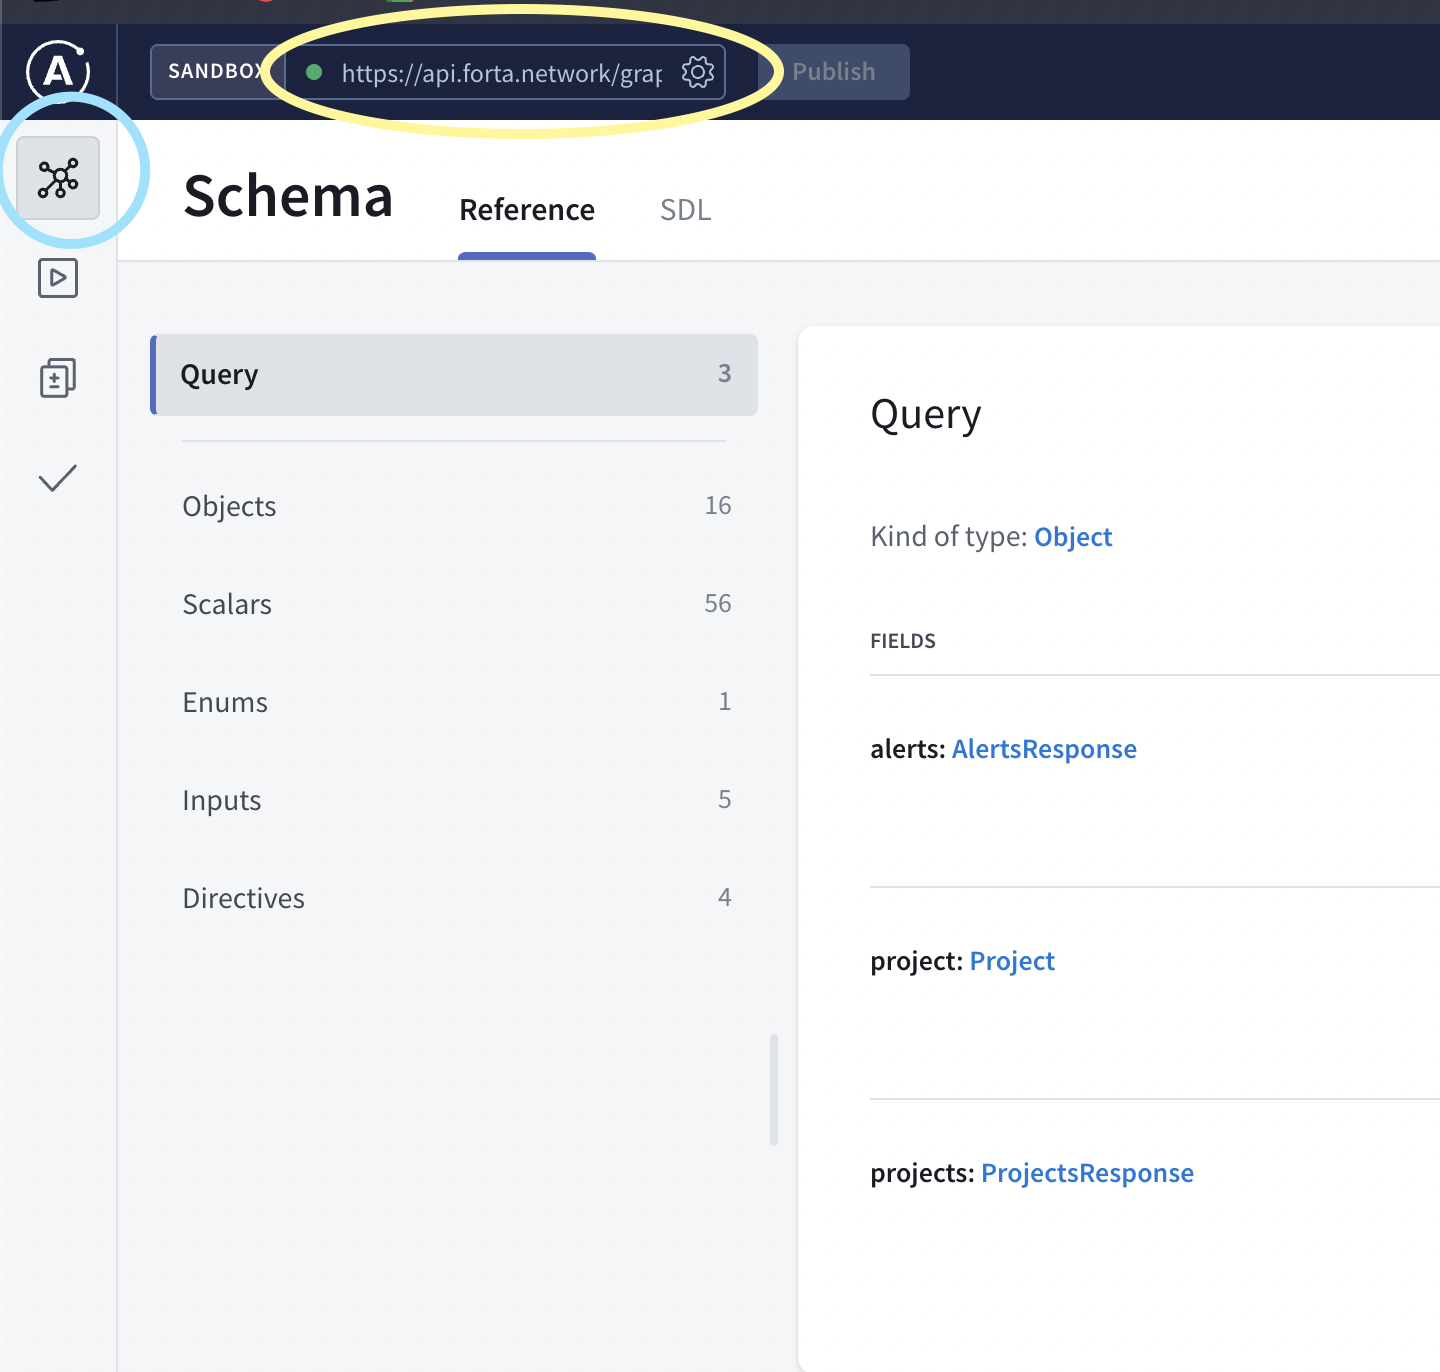 SANDBOX
https://api.forta.network/grap
Publish
Schema
Reference
SDL
Query 3
Objects 16
Scalars 56
Enums 1
Inputs 5
Directives 4
Query
Kind of type: Object
FIELDS
alerts: AlertsResponse
project: Project
projects: ProjectsResponse